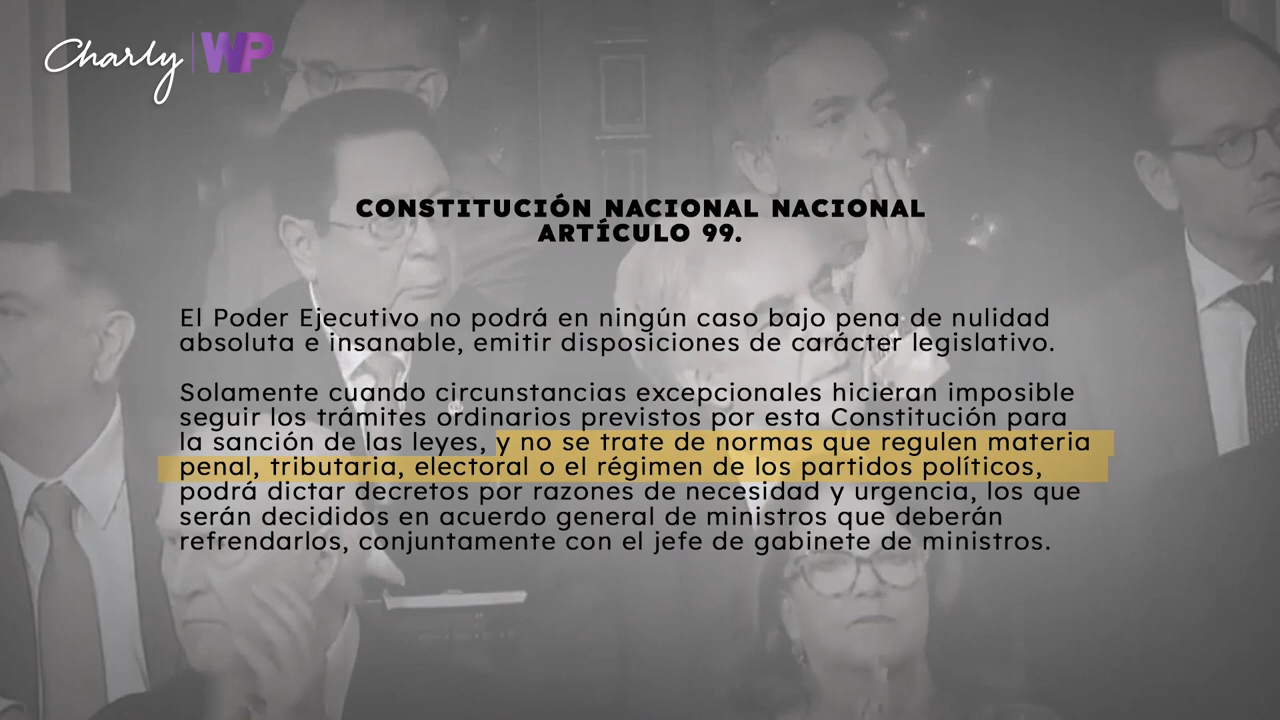 Charly | WP
CONSTITUCIÓN NACIONAL NACIONAL
ARTÍCULO 99.
El Poder Ejecutivo no podrá en ningún caso bajo pena de nulidad
absoluta e insanable, emitir disposiciones de carácter legislativo.
Solamente cuando circunstancias excepcionales hicieran imposible
seguir los trámites ordinarios previstos por esta Constitución para
la sanción de las leyes, y no se trate de normas que regulen materia
penal, tributaria, electoral o el régimen de los partidos políticos,
podrá dictar decretos por razones de necesidad y urgencia, los que
serán decididos en acuerdo general de ministros que deberán
refrendarlos, conjuntamente con el jefe de gabinete de ministros.